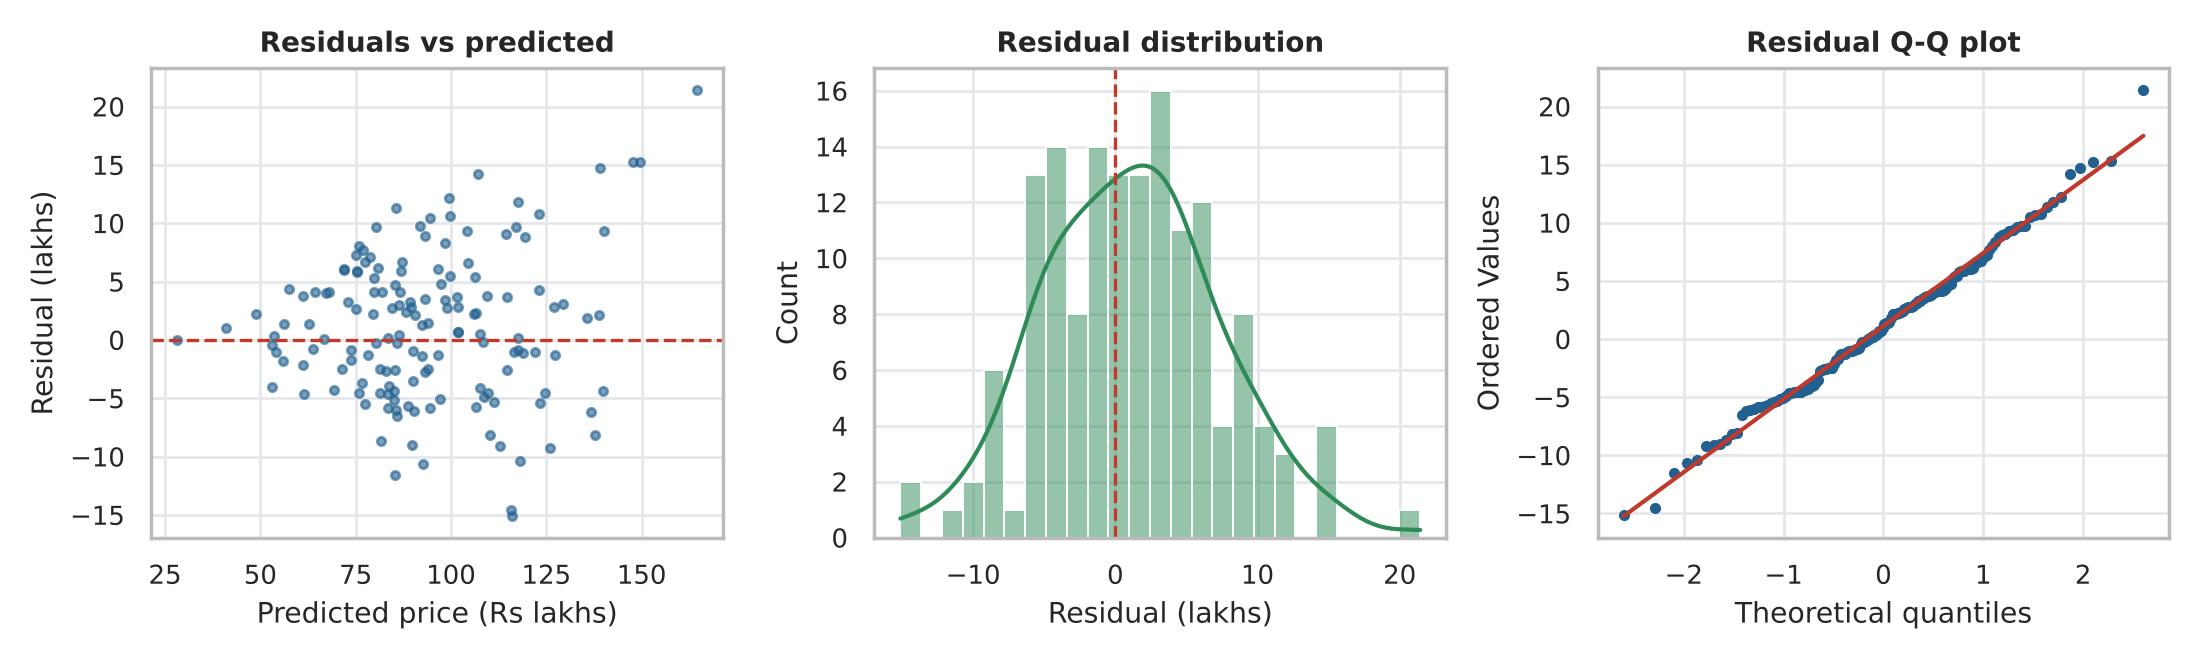 Residuals vs predicted
Residual (lakhs)
20
15
10
5
0
−5
−10
−15
25 50 75 100 125 150
Predicted price (Rs lakhs)
Residual distribution
Count
16
14
12
10
8
6
4
2
0
−10 0 10 20
Residual (lakhs)
Residual Q-Q plot
Ordered Values
20
15
10
5
0
−5
−10
−15
−2 −1 0 1 2
Theoretical quantiles